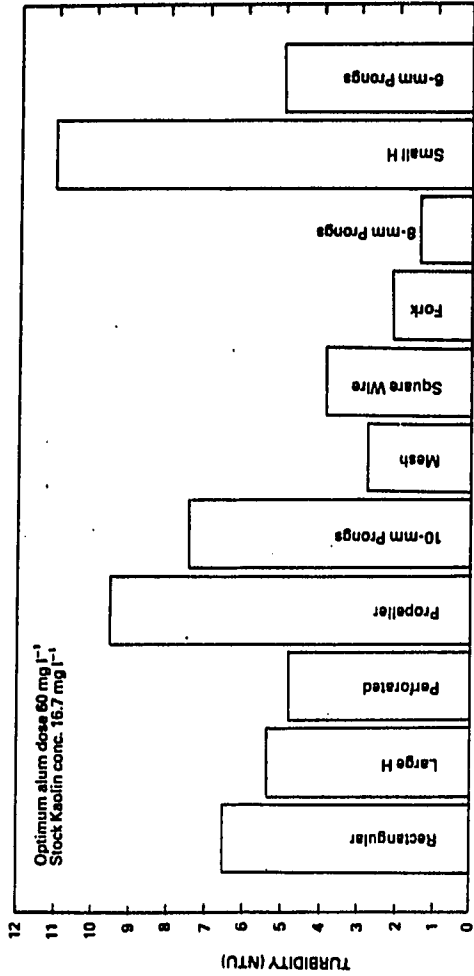 Optimum alum dose 60 mg l⁻¹
Stock Kaolin conc. 16.7 mg l⁻¹
12
11
10
9
8
7
6
5
4
3
2
1
0
TURBIDITY (NTU)
Rectangular
Large H
Perforated
Propeller
10-mm Prongs
Mesh
Square Wire
Fork
8-mm Prongs
Small H
6-mm Prongs